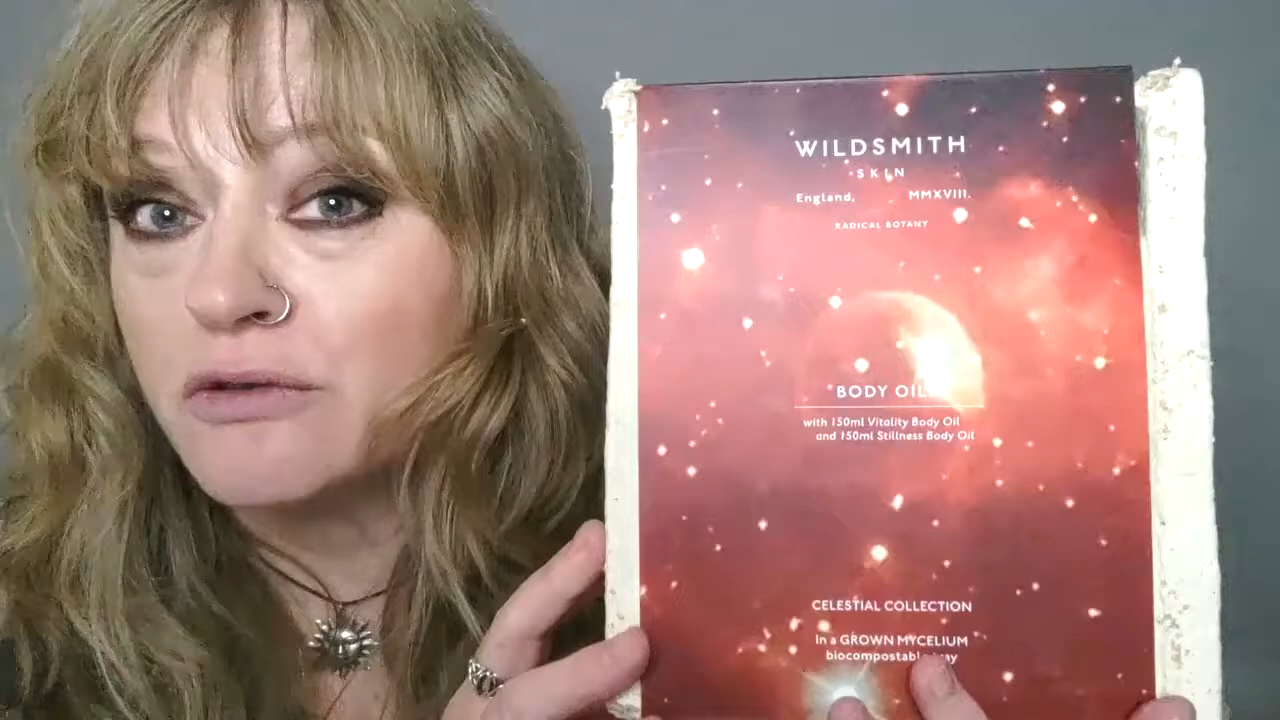 WILDSMITH
SKIN
England, MMXVIII.
RADICAL BOTANY
BODY OIL
with 150ml Vitality Body Oil
and 150ml Stillness Body Oil
CELESTIAL COLLECTION
In a GROWN MYCELIUM